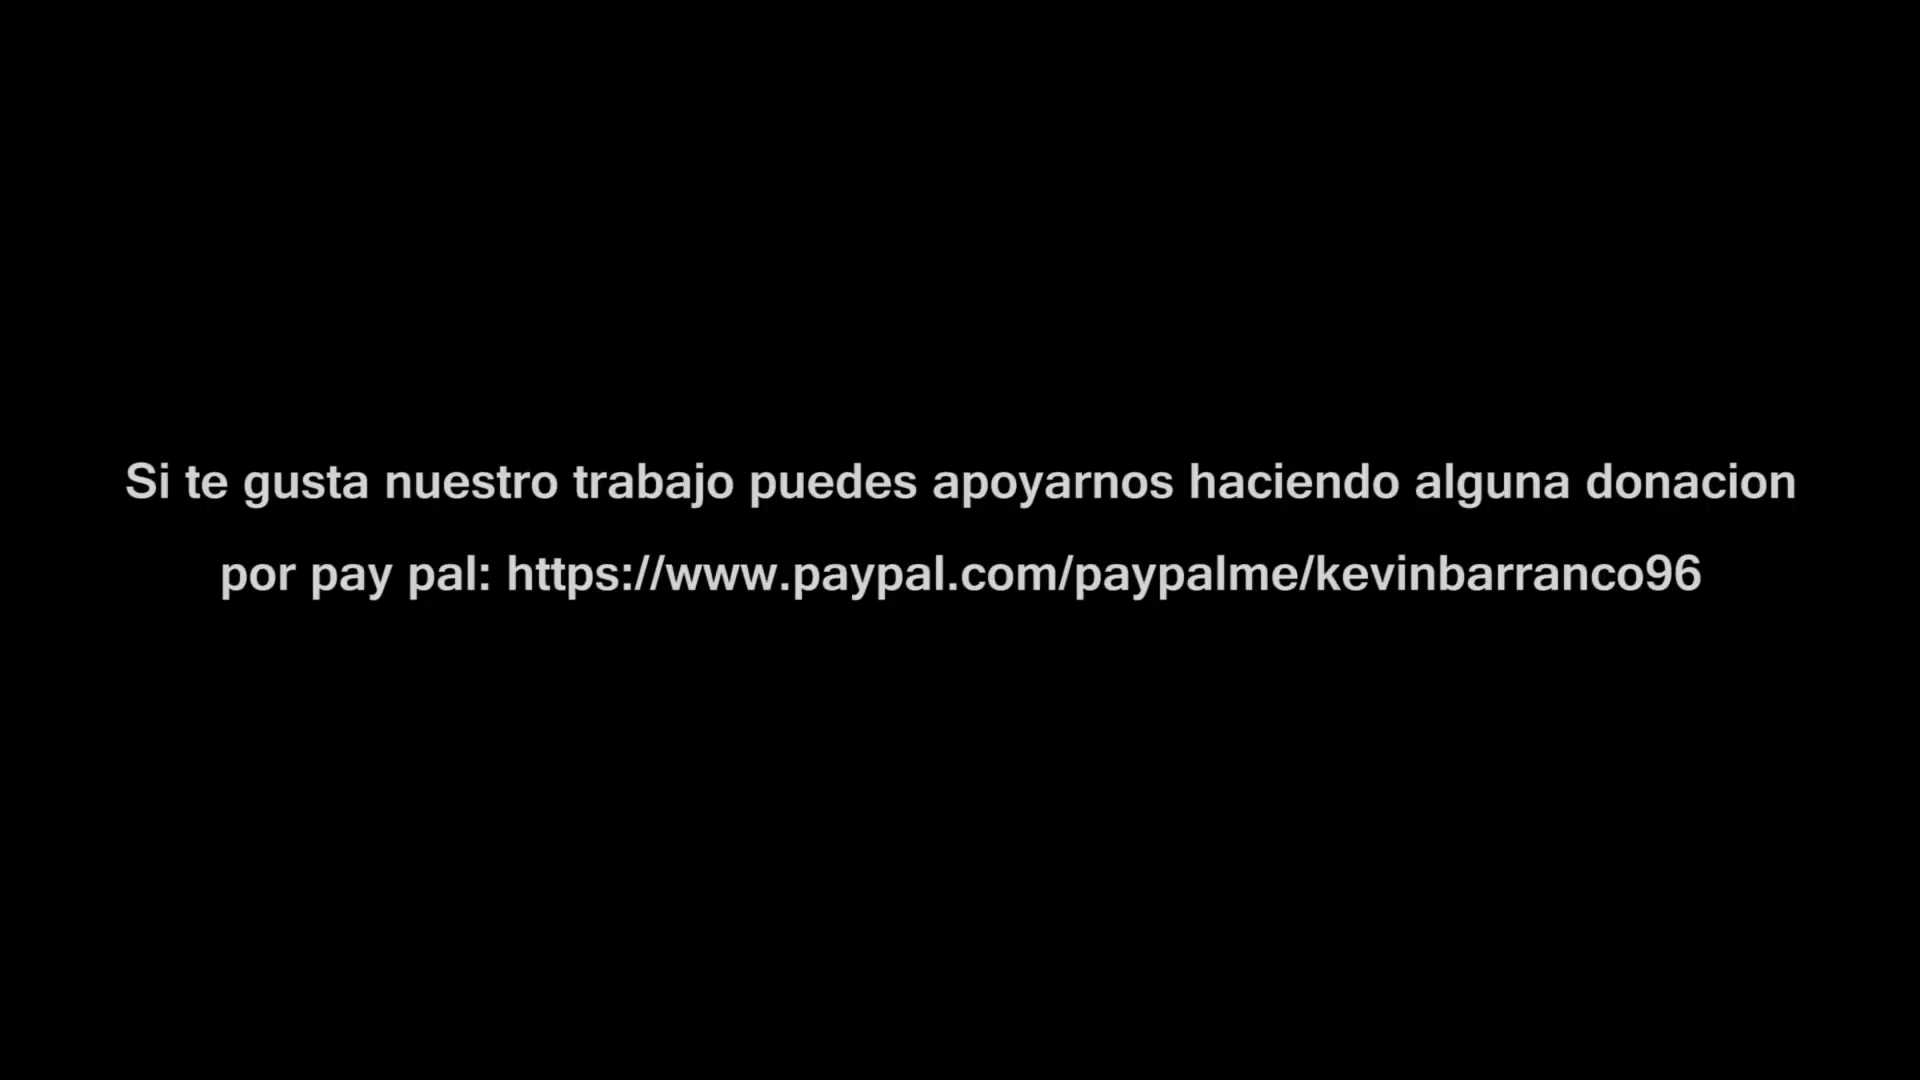 Si te gusta nuestro trabajo puedes apoyarnos haciendo alguna donacion
por pay pal: https://www.paypal.com/paypalme/kevinbarranco96